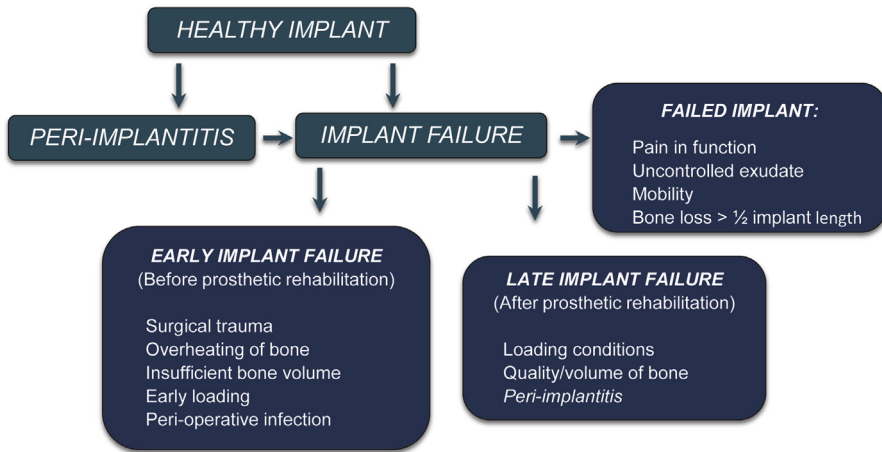 HEALTHY IMPLANT
PERI-IMPLANTITIS
IMPLANT FAILURE
FAILED IMPLANT:
Pain in function
Uncontrolled exudate
Mobility
Bone loss > ½ implant length
EARLY IMPLANT FAILURE
(Before prosthetic rehabilitation)
Surgical trauma
Overheating of bone
Insufficient bone volume
Early loading
Peri-operative infection
LATE IMPLANT FAILURE
(After prosthetic rehabilitation)
Loading conditions
Quality/volume of bone
Peri-implantitis